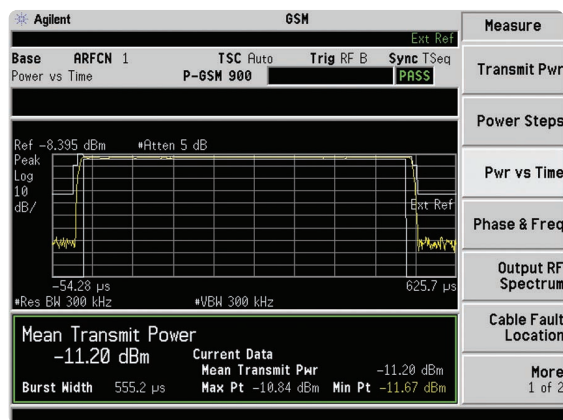 Agilent
GSM
Measure
Ext Ref
Base ARFCN 1 TSC Auto Trig RF B Sync TSeq
Power vs Time P-GSM 900 PASS
Transmit Pwr
Power Steps
Ref -8.395 dBm #Atten 5 dB
Peak
Log
10
dB/
Ext Ref
Pwr vs Time
Phase & Freq
-54.28 µs 625.7 µs
#Res BW 300 kHz #VBW 300 kHz
Output RF
Spectrum
Mean Transmit Power
-11.20 dBm
Current Data
Mean Transmit Pwr -11.20 dBm
Burst Width 555.2 µs Max Pt -10.84 dBm Min Pt -11.67 dBm
Cable Fault
Location
More
1 of 2